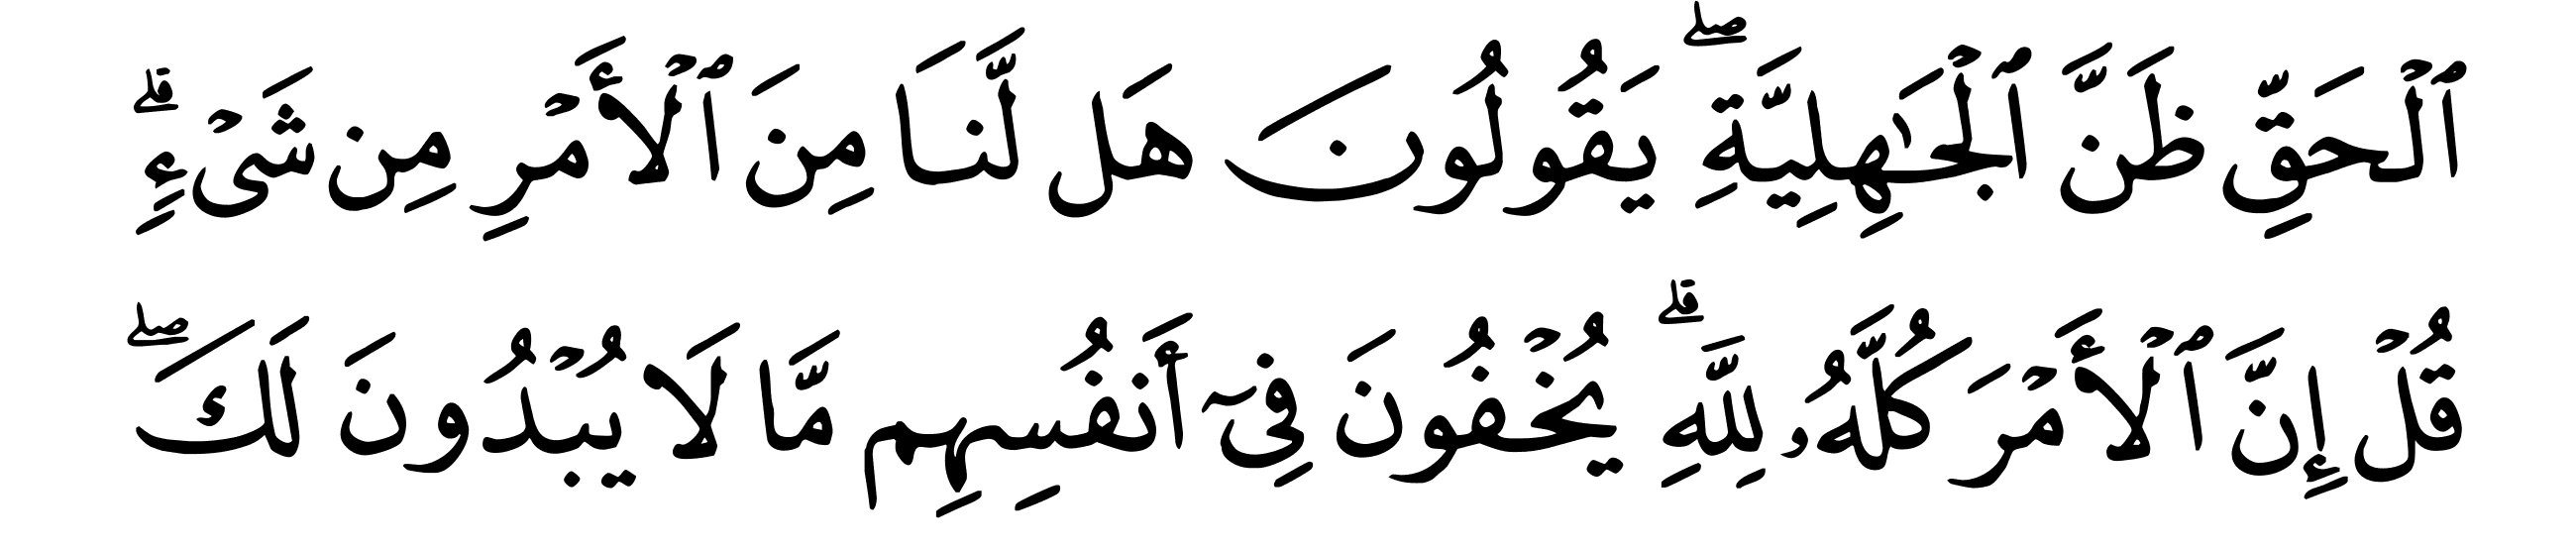 ٱلْحَقِّ ظَنَّ ٱلْجَٰهِلِيَّةِ ۖ يَقُولُونَ هَل لَّنَا مِنَ ٱلْأَمْرِ مِن شَىْءٍ ۗ
قُلْ إِنَّ ٱلْأَمْرَ كُلَّهُۥ لِلَّهِ ۗ يُخْفُونَ فِىٓ أَنفُسِهِم مَّا لَا يُبْدُونَ لَكَ ۖ